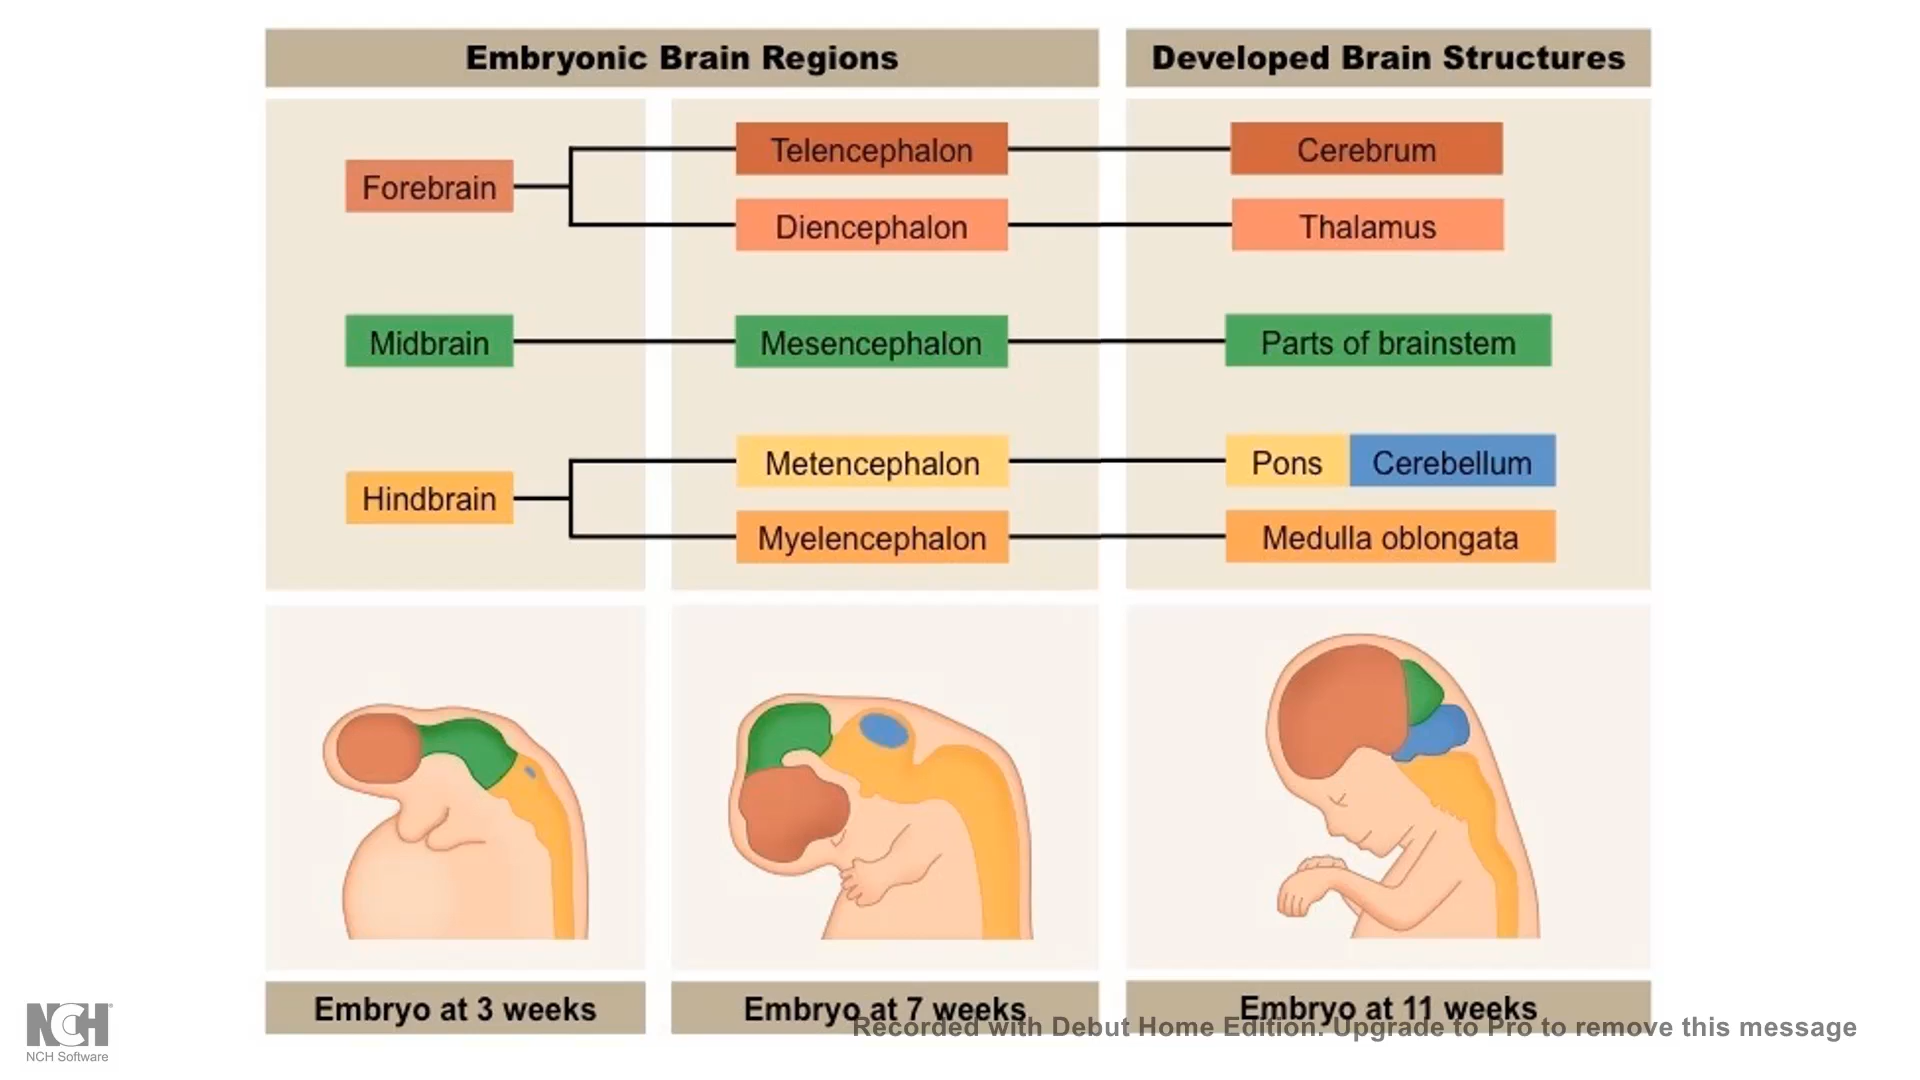 Embryonic Brain Regions
Developed Brain Structures
Forebrain
Telencephalon
Cerebrum
Diencephalon
Thalamus
Midbrain
Mesencephalon
Parts of brainstem
Hindbrain
Metencephalon
Pons
Cerebellum
Myelencephalon
Medulla oblongata
Embryo at 3 weeks
Embryo at 7 weeks
Embryo at 11 weeks
Recorded with Debut Home Edition. Upgrade to Pro to remove this message
NCH
NCH Software